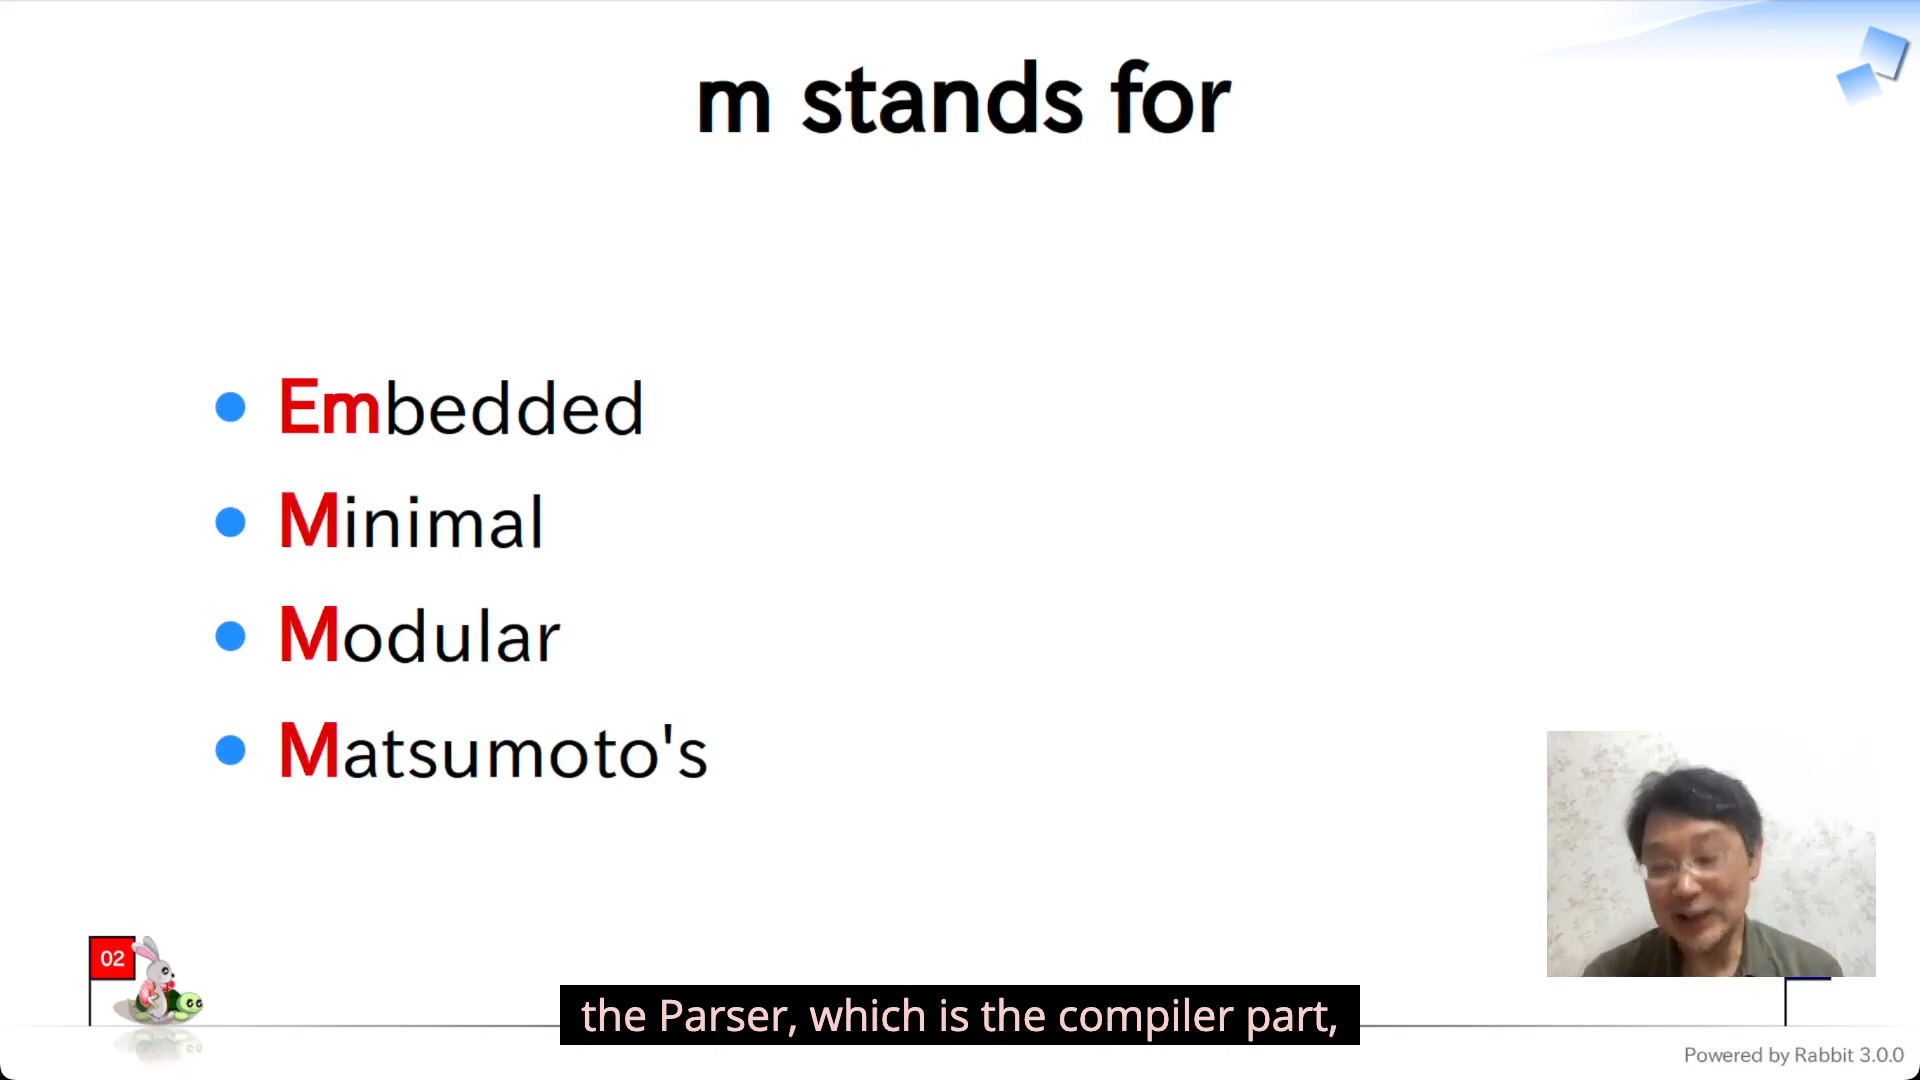 m stands for
Embedded
Minimal
Modular
Matsumoto's
02
the Parser, which is the compiler part,
Powered by Rabbit 3.0.0